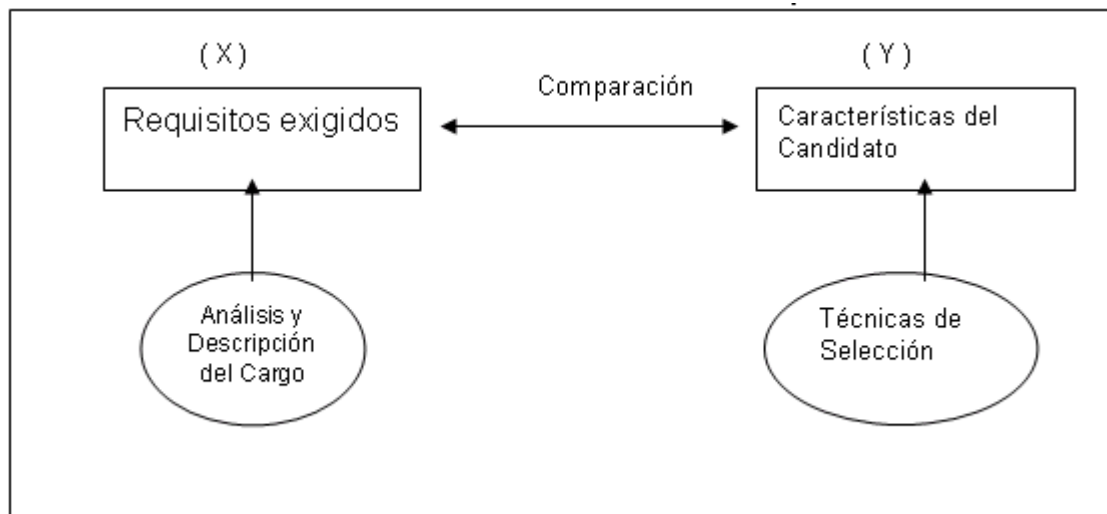 ( X )
( Y )
Comparación
Requisitos exigidos
Características del
Candidato
Análisis y
Descripción
del Cargo
Técnicas de
Selección